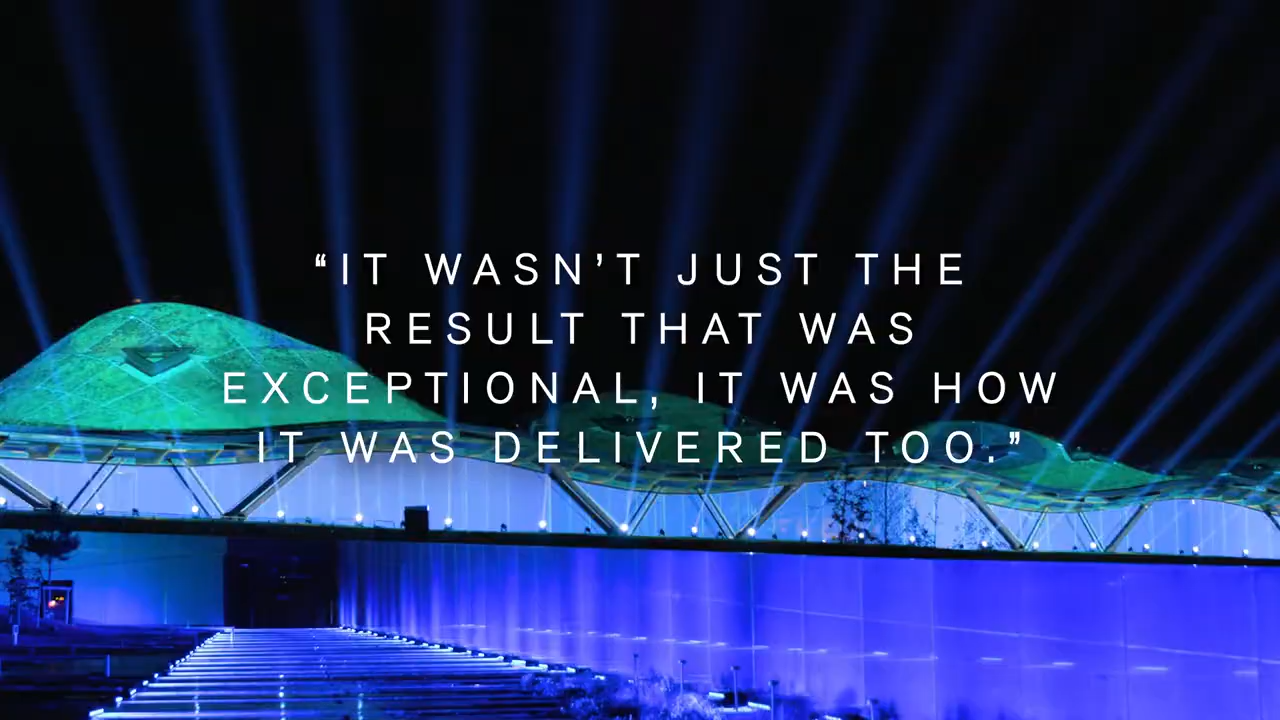 “IT WASN’T JUST THE
RESULT THAT WAS
EXCEPTIONAL, IT WAS HOW
IT WAS DELIVERED TOO.”